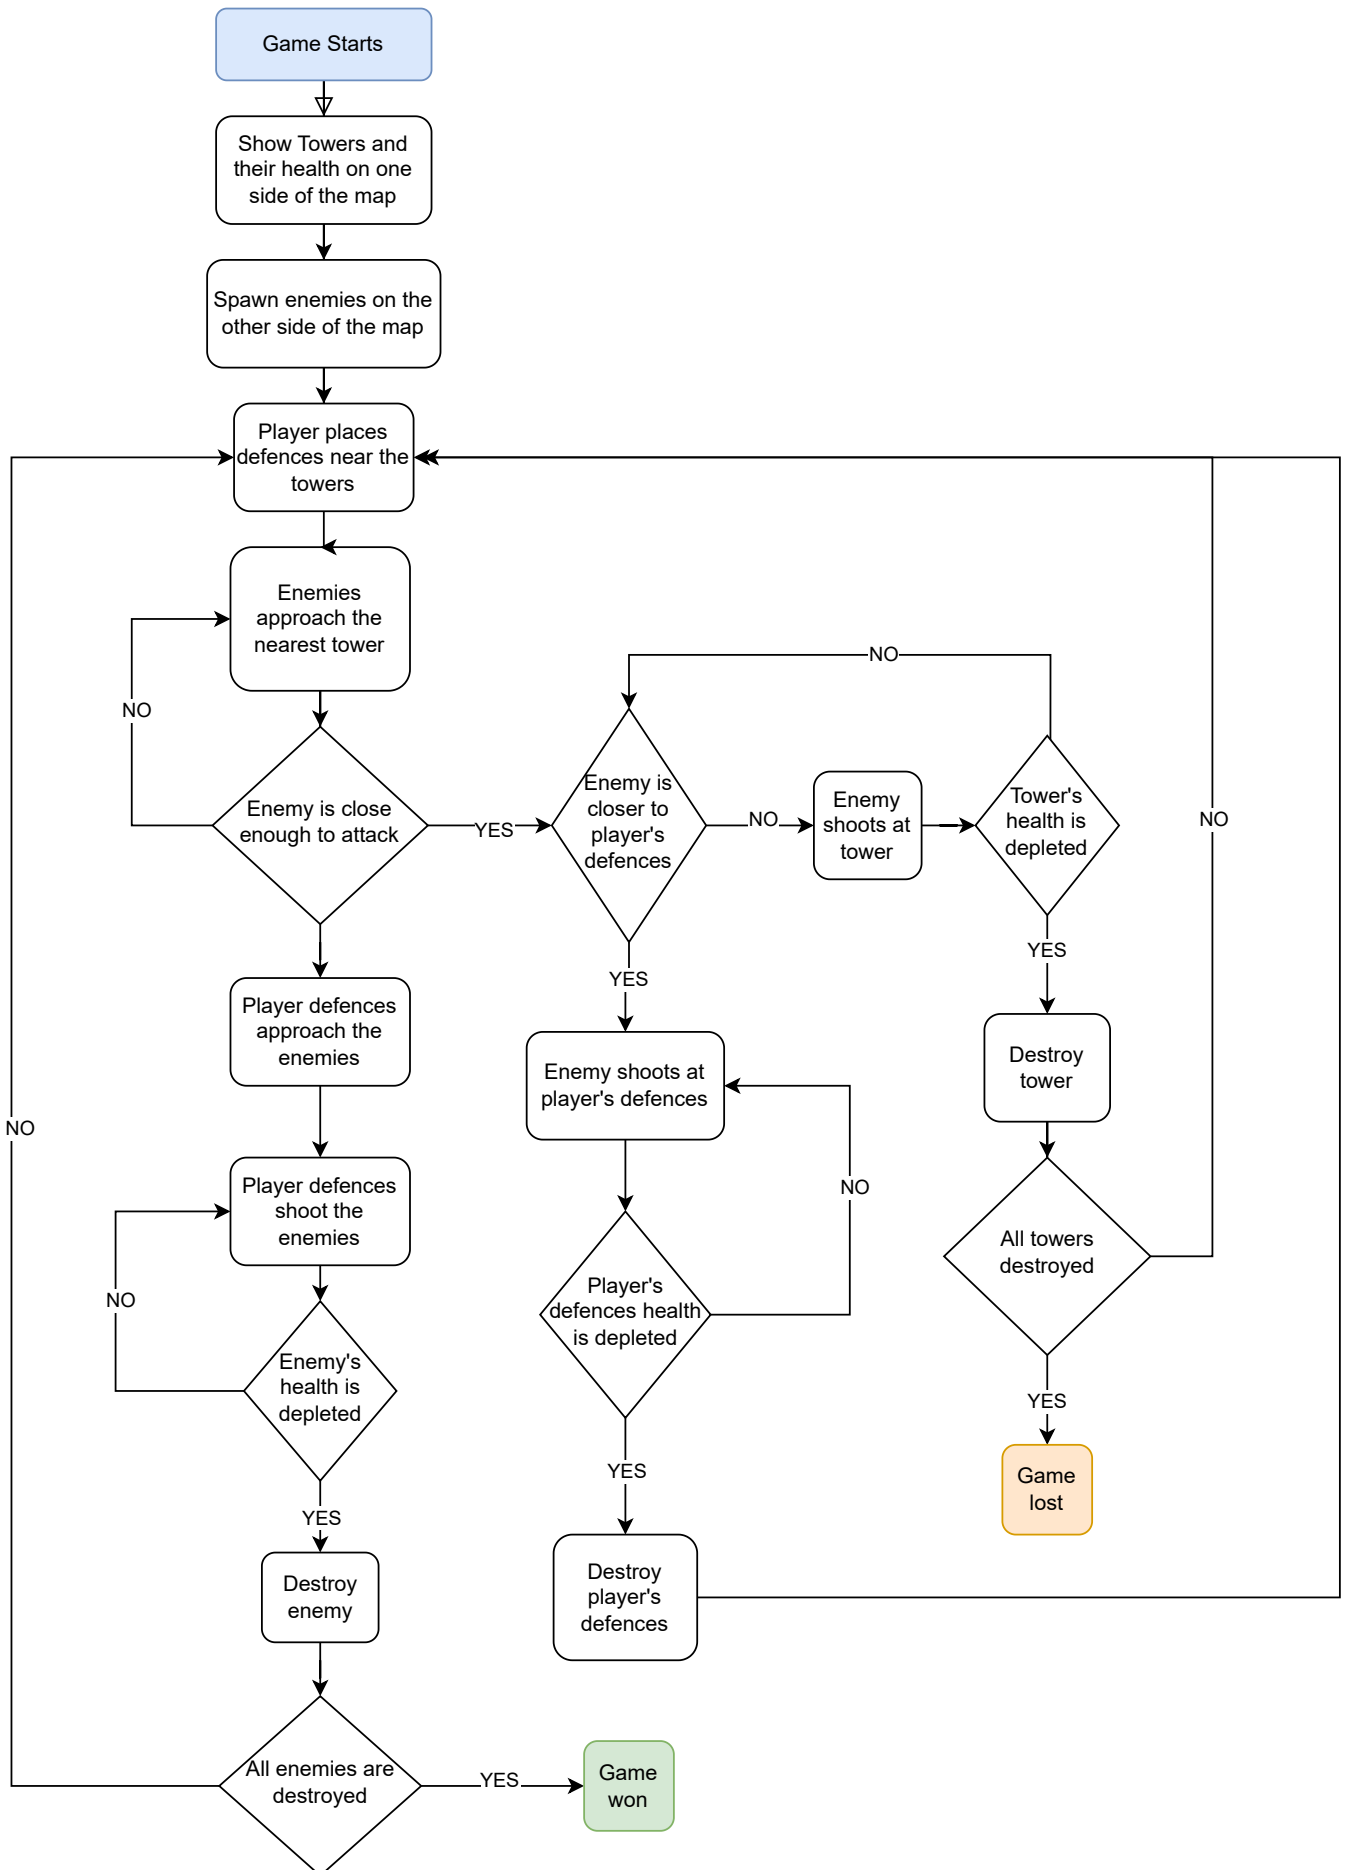 Game Starts
Show Towers and
their health on one
side of the map
Spawn enemies on the
other side of the map
Player places
defences near the
towers
Enemies
approach the
nearest tower
NO
NO
Enemy is close
enough to attack
YES
Enemy is
closer to
player's
defences
NO
Enemy
shoots at
tower
Tower's
health is
depleted
NO
YES
YES
Player defences
approach the
enemies
Enemy shoots at
player's defences
Destroy
tower
NO
Player defences
shoot the
enemies
NO
All towers
destroyed
NO
Player's
defences health
is depleted
Enemy's
health is
depleted
YES
Game
lost
YES
YES
Destroy
enemy
Destroy
player's
defences
All enemies are
destroyed
YES
Game
won